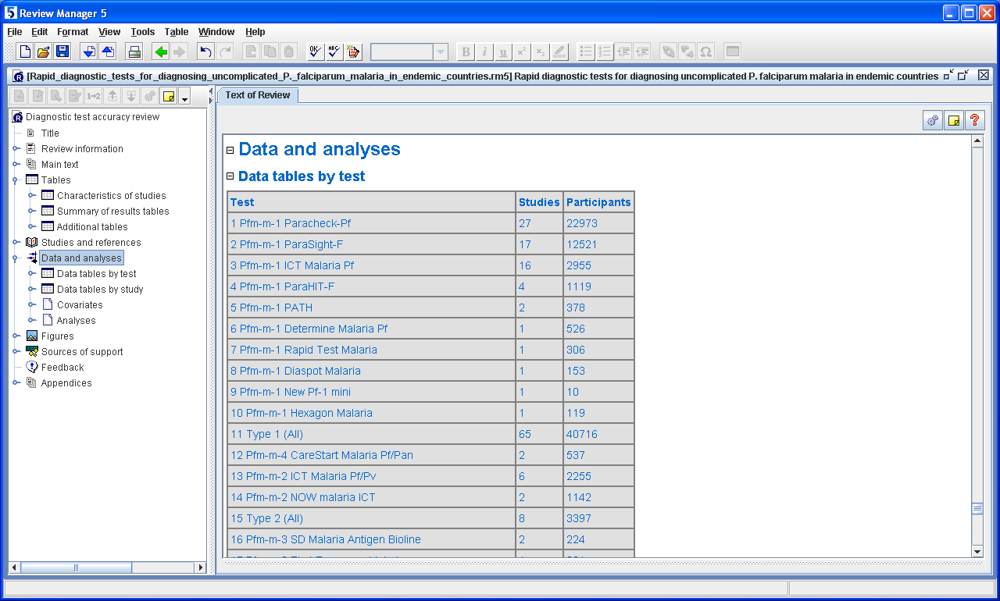 Review Manager 5
File Edit Format View Tools Table Window Help
[Rapid_diagnostic_tests_for_diagnosing_uncomplicated_P._falciparum_malaria_in_endemic_countries.rm5] Rapid diagnostic tests for diagnosing uncomplicated P. falciparum malaria in endemic countries
Text of Review
Diagnostic test accuracy review
Title
Review information
Main text
Tables
Characteristics of studies
Summary of results tables
Additional tables
Studies and references
Data and analyses
Data tables by test
Data tables by study
Covariates
Analyses
Figures
Sources of support
Feedback
Appendices
Data and analyses
Data tables by test
Test Studies Participants
1 Pfm-m-1 Paracheck-Pf 27 22973
2 Pfm-m-1 ParaSight-F 17 12521
3 Pfm-m-1 ICT Malaria Pf 16 2955
4 Pfm-m-1 ParaHIT-F 4 1119
5 Pfm-m-1 PATH 2 378
6 Pfm-m-1 Determine Malaria Pf 1 526
7 Pfm-m-1 Rapid Test Malaria 1 306
8 Pfm-m-1 Diaspot Malaria 1 153
9 Pfm-m-1 New Pf-1 mini 1 10
10 Pfm-m-1 Hexagon Malaria 1 119
11 Type 1 (All) 65 40716
12 Pfm-m-4 CareStart Malaria Pf/Pan 2 537
13 Pfm-m-2 ICT Malaria Pf/Pv 6 2255
14 Pfm-m-2 NOW malaria ICT 2 1142
15 Type 2 (All) 8 3397
16 Pfm-m-3 SD Malaria Antigen Bioline 2 224